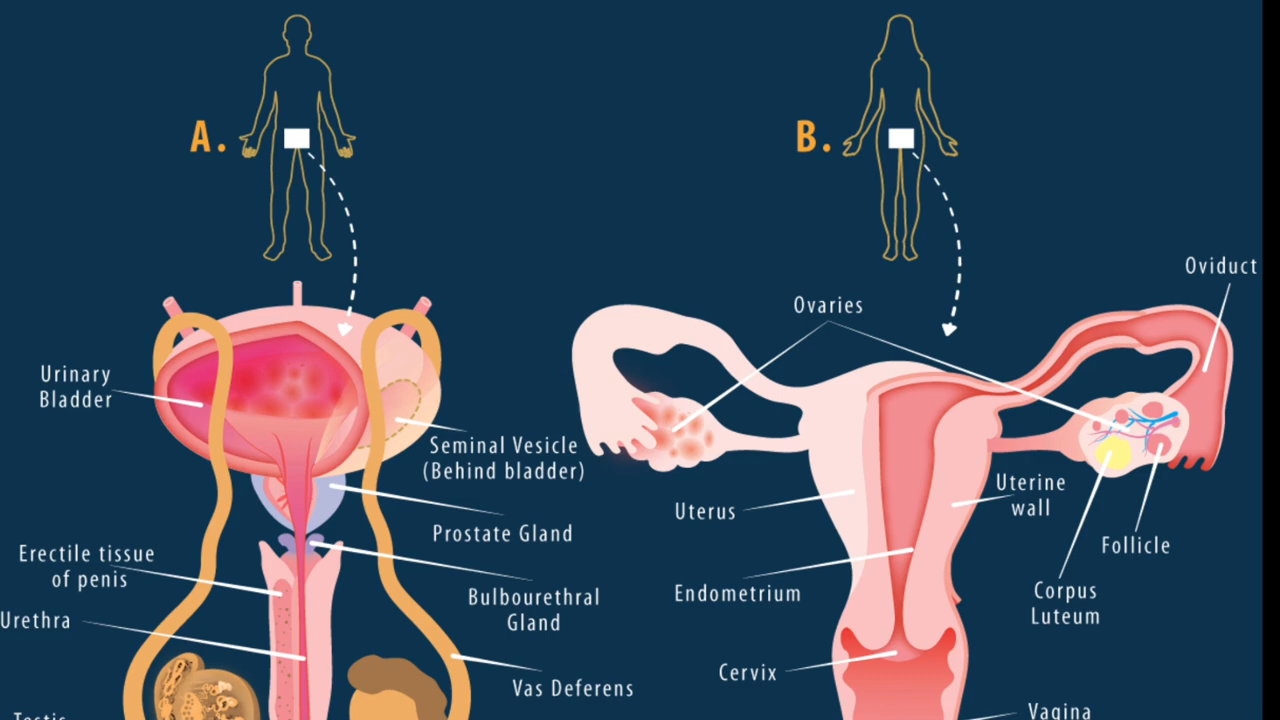 A.
B.
Oviduct
Ovaries
Urinary
Bladder
Seminal Vesicle
(Behind bladder)
Uterine
wall
Uterus
Prostate Gland
Follicle
Erectile tissue
of penis
Endometrium
Bulbourethral
Gland
Corpus
Luteum
Urethra
Cervix
Vas Deferens
Vagina
Testis